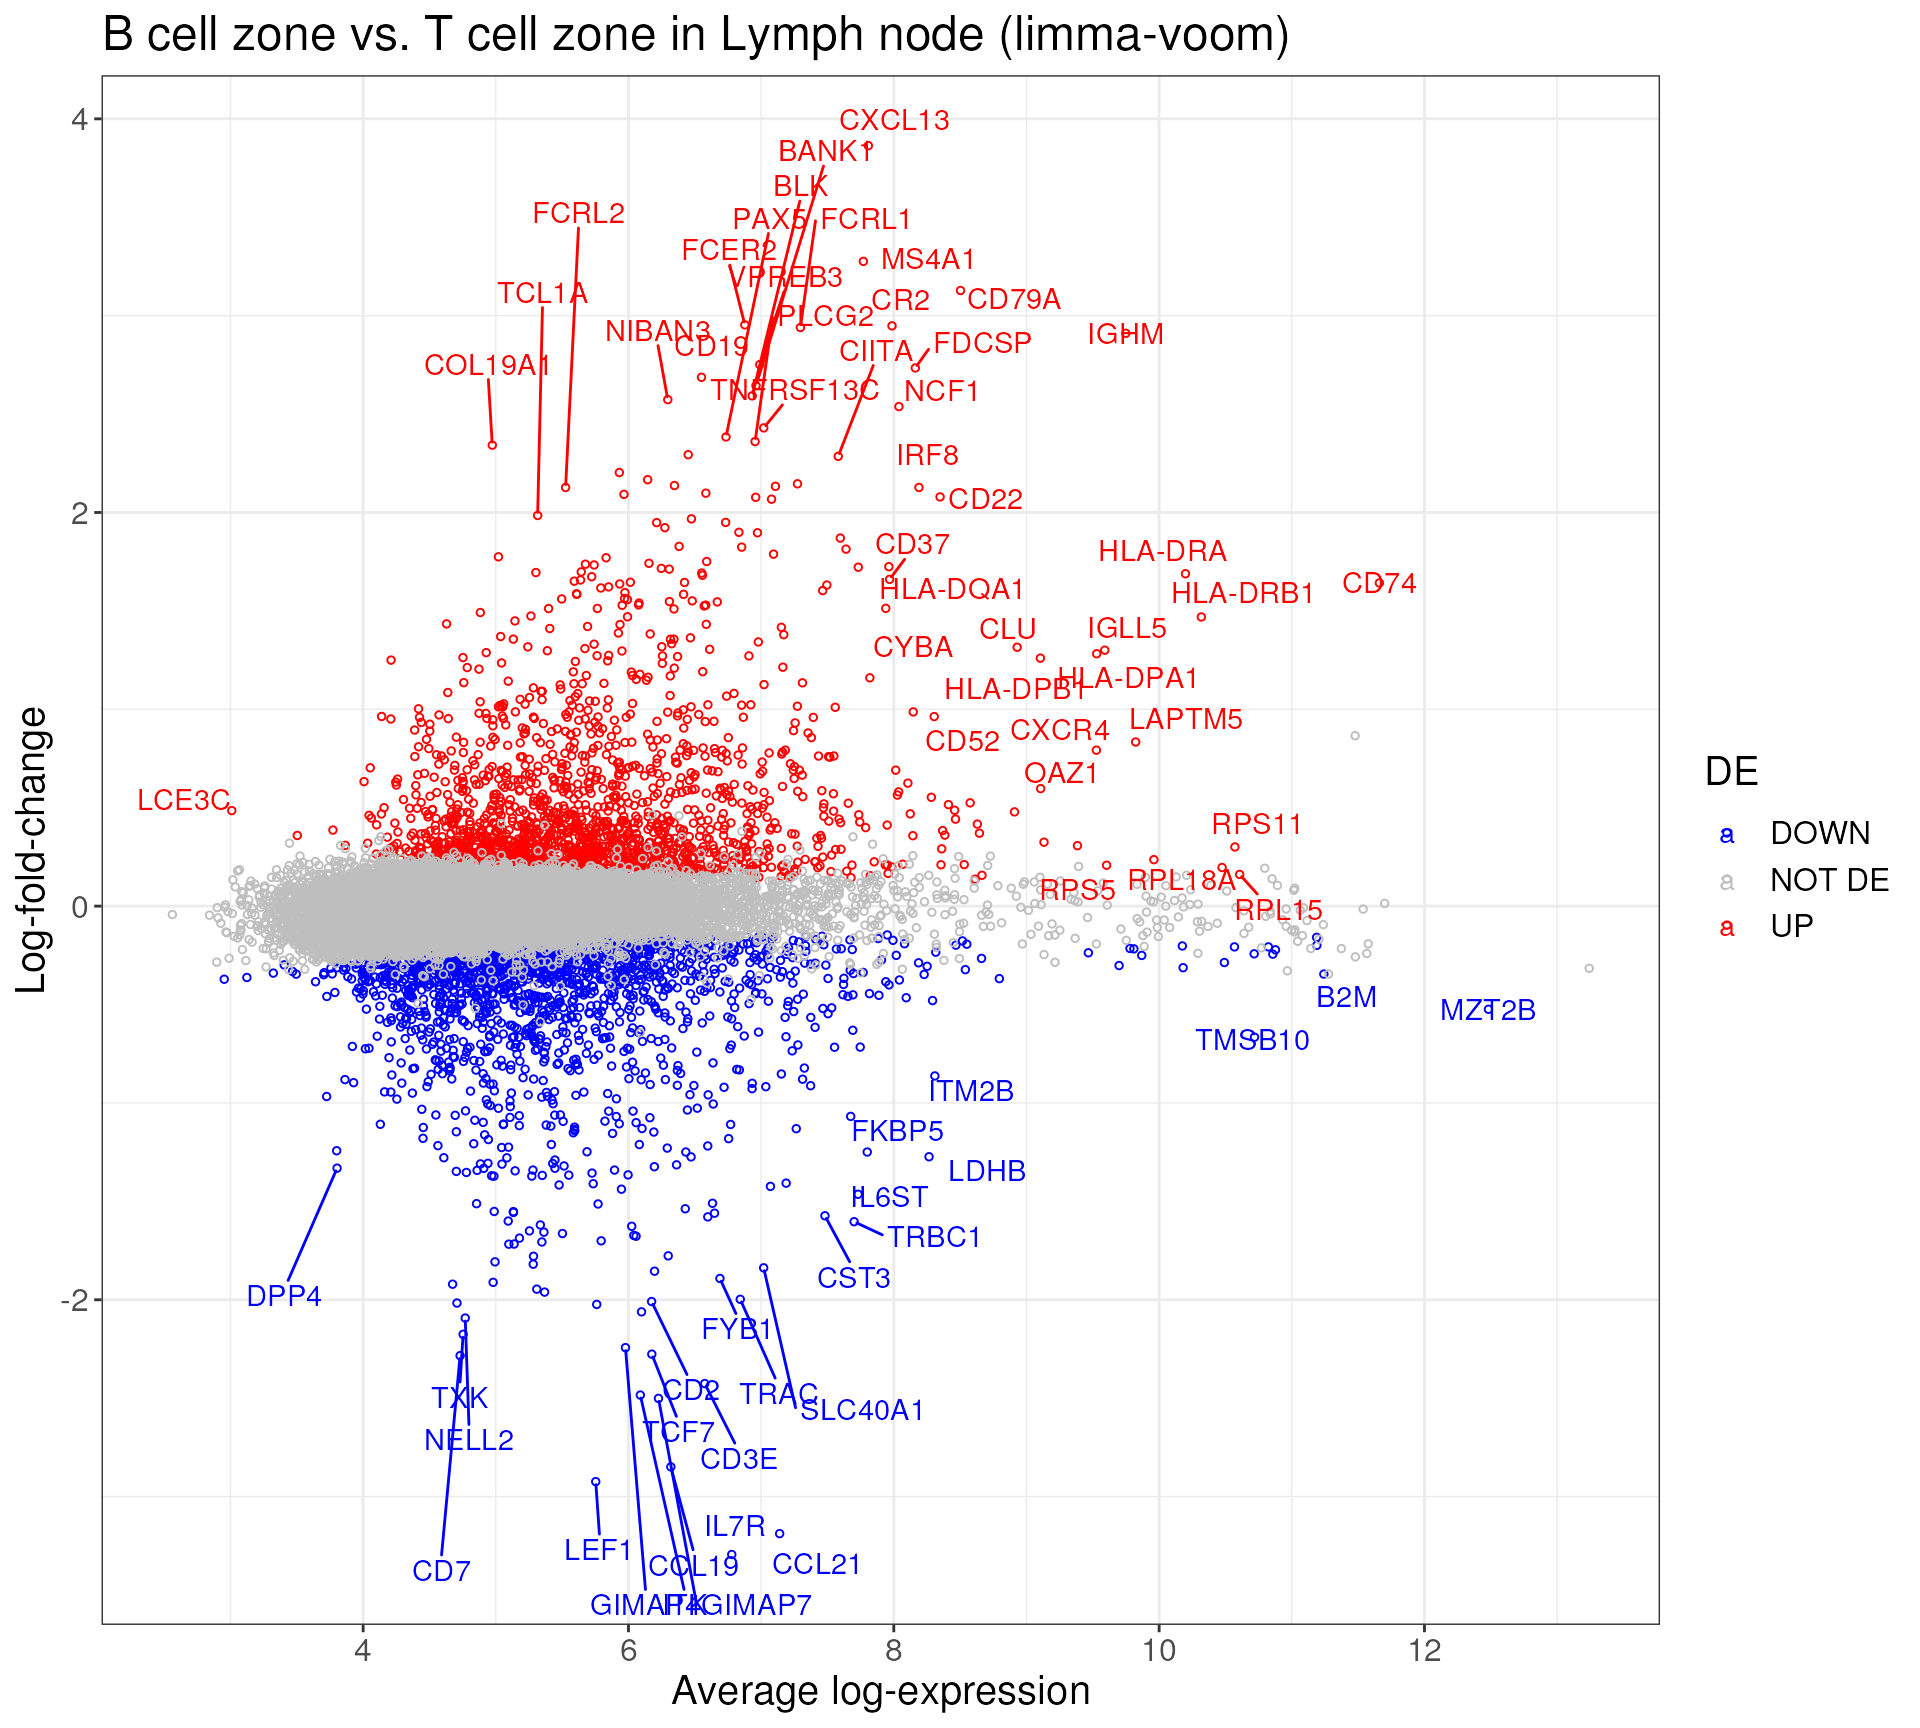 B cell zone vs. T cell zone in Lymph node (limma-voom)
Log-fold-change
4
2
0
-2
CXCL13
BANK1
BLK
FCRL2
PAX5
FCRL1
FCER2
MS4A1
VPREB3
TCL1A
CR2
CD79A
PLCG2
NIBAN3
IGHM
CD19
CIITA
FDCSP
COL19A1
TNFRSF13C
NCF1
IRF8
CD22
CD37
HLA-DRA
HLA-DQA1
CD74
HLA-DRB1
CLU
IGLL5
CYBA
HLA-DPA1
HLA-DPB1
LAPTM5
CXCR4
CD52
OAZ1
LCE3C
RPS11
RPL18A
RPS5
RPL15
B2M
MZT2B
TMSB10
ITM2B
FKBP5
LDHB
IL6ST
TRBC1
CST3
DPP4
FYB1
CD2
TRAC
TXK
SLC40A1
TCF7
NELL2
CD3E
IL7R
LEF1
CCL19
CCL21
CD7
GIMAP4
ITK
GIMAP7
4
6
8
10
12
Average log-expression
DE
a DOWN
a NOT DE
a UP